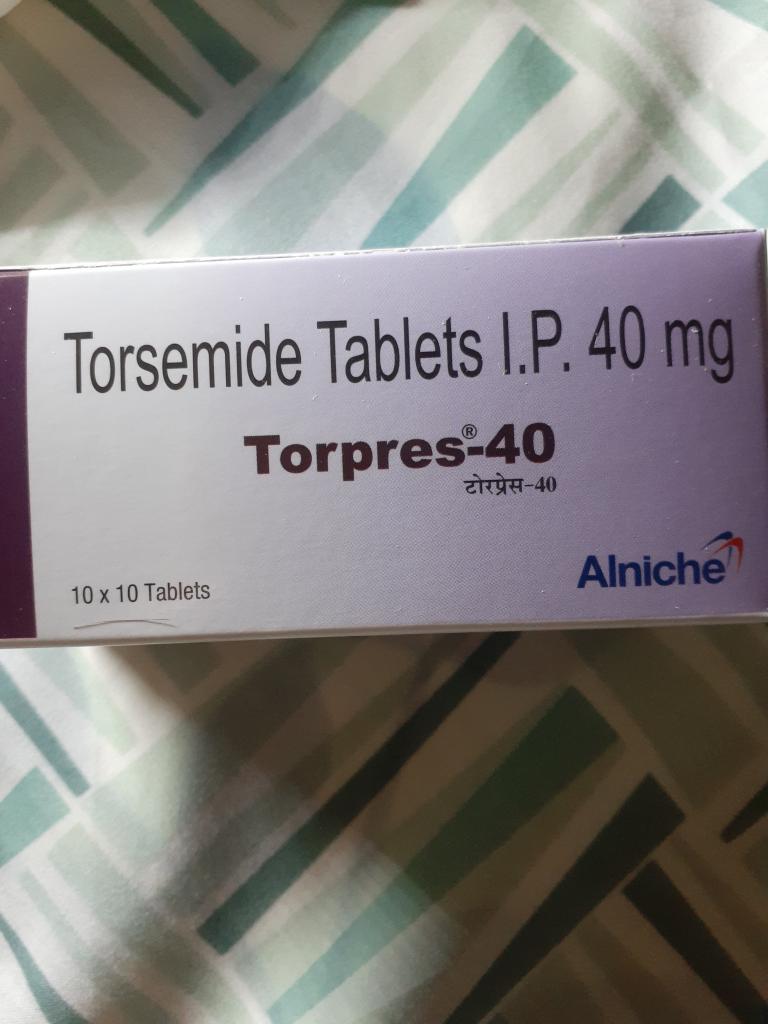 Torsemide Tablets I.P. 40 mg
Torpres®-40
टोरप्रेस-40
10 x 10 Tablets
Alniche